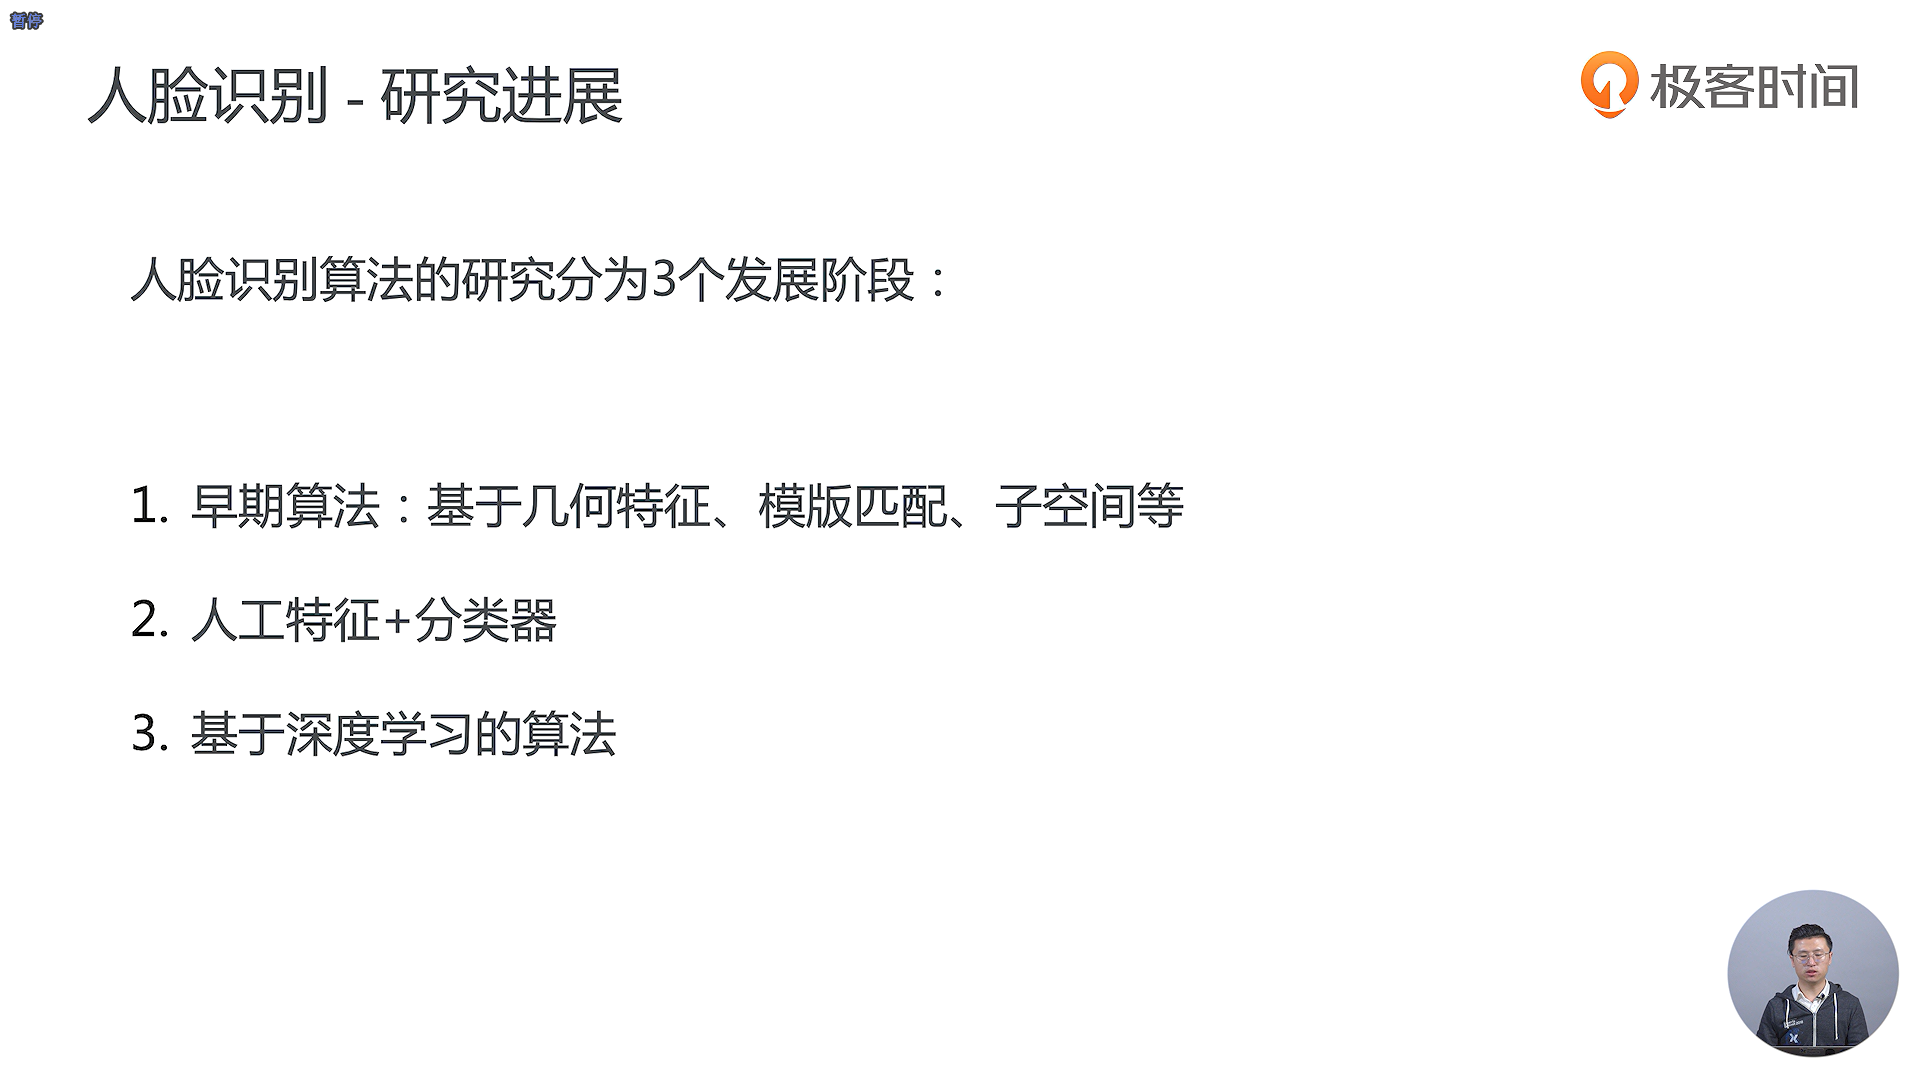 暂停
人脸识别 - 研究进展
极客时间
人脸识别算法的研究分为3个发展阶段：
1. 早期算法：基于几何特征、模版匹配、子空间等
2. 人工特征+分类器
3. 基于深度学习的算法